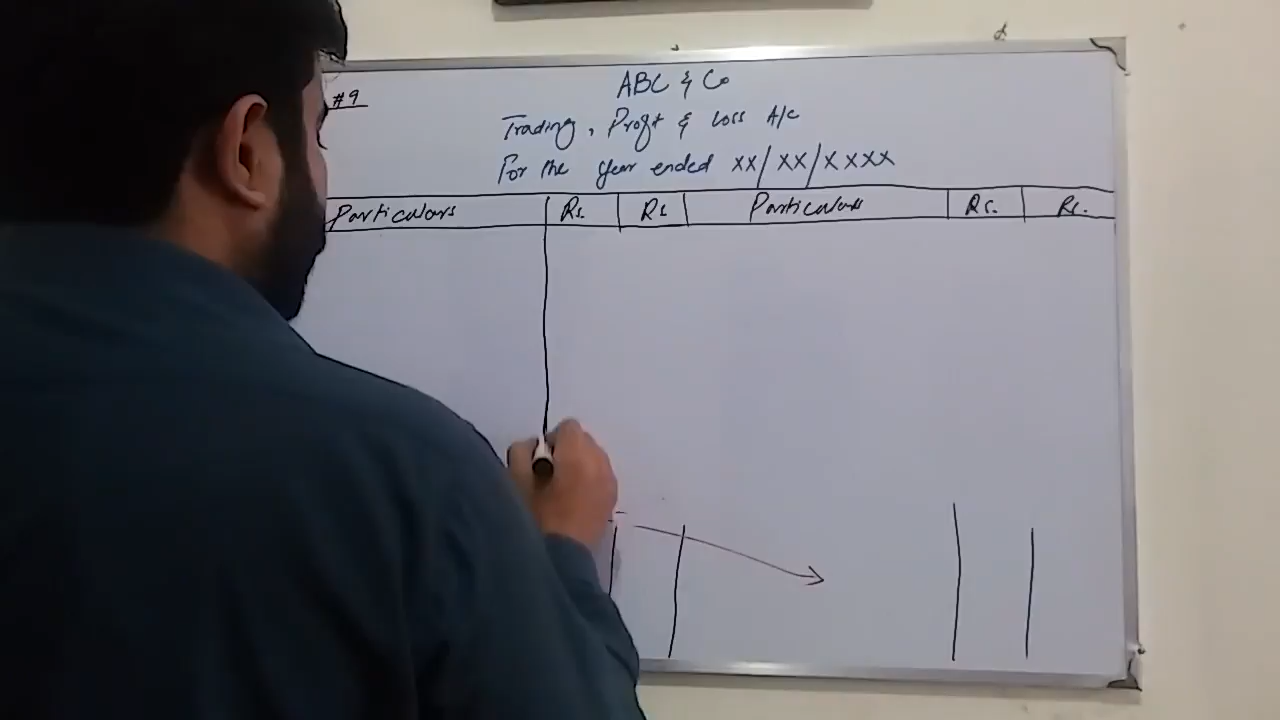 #9
ABC & Co
Trading, Profit & Loss A/c
For the year ended xx/xx/xxxx
Particulars Rs. Rs Particulars Rs. Rs.